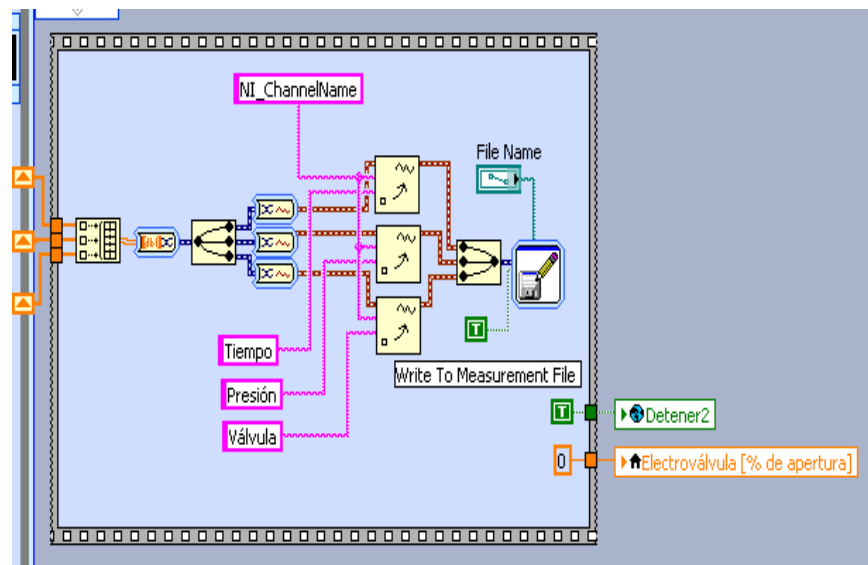 NI_ChannelName
File Name
Tiempo
Presión
Válvula
T
Write To Measurement File
T
Detener2
0
Electroválvula [% de apertura]